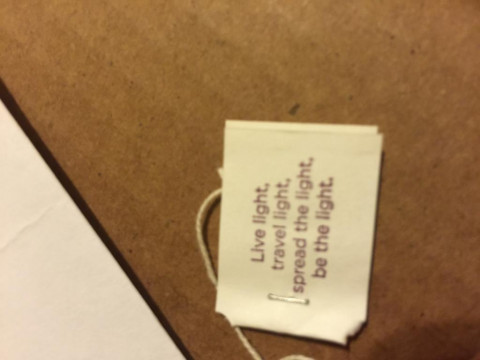 Live light,
travel light,
spread the light,
be the light.